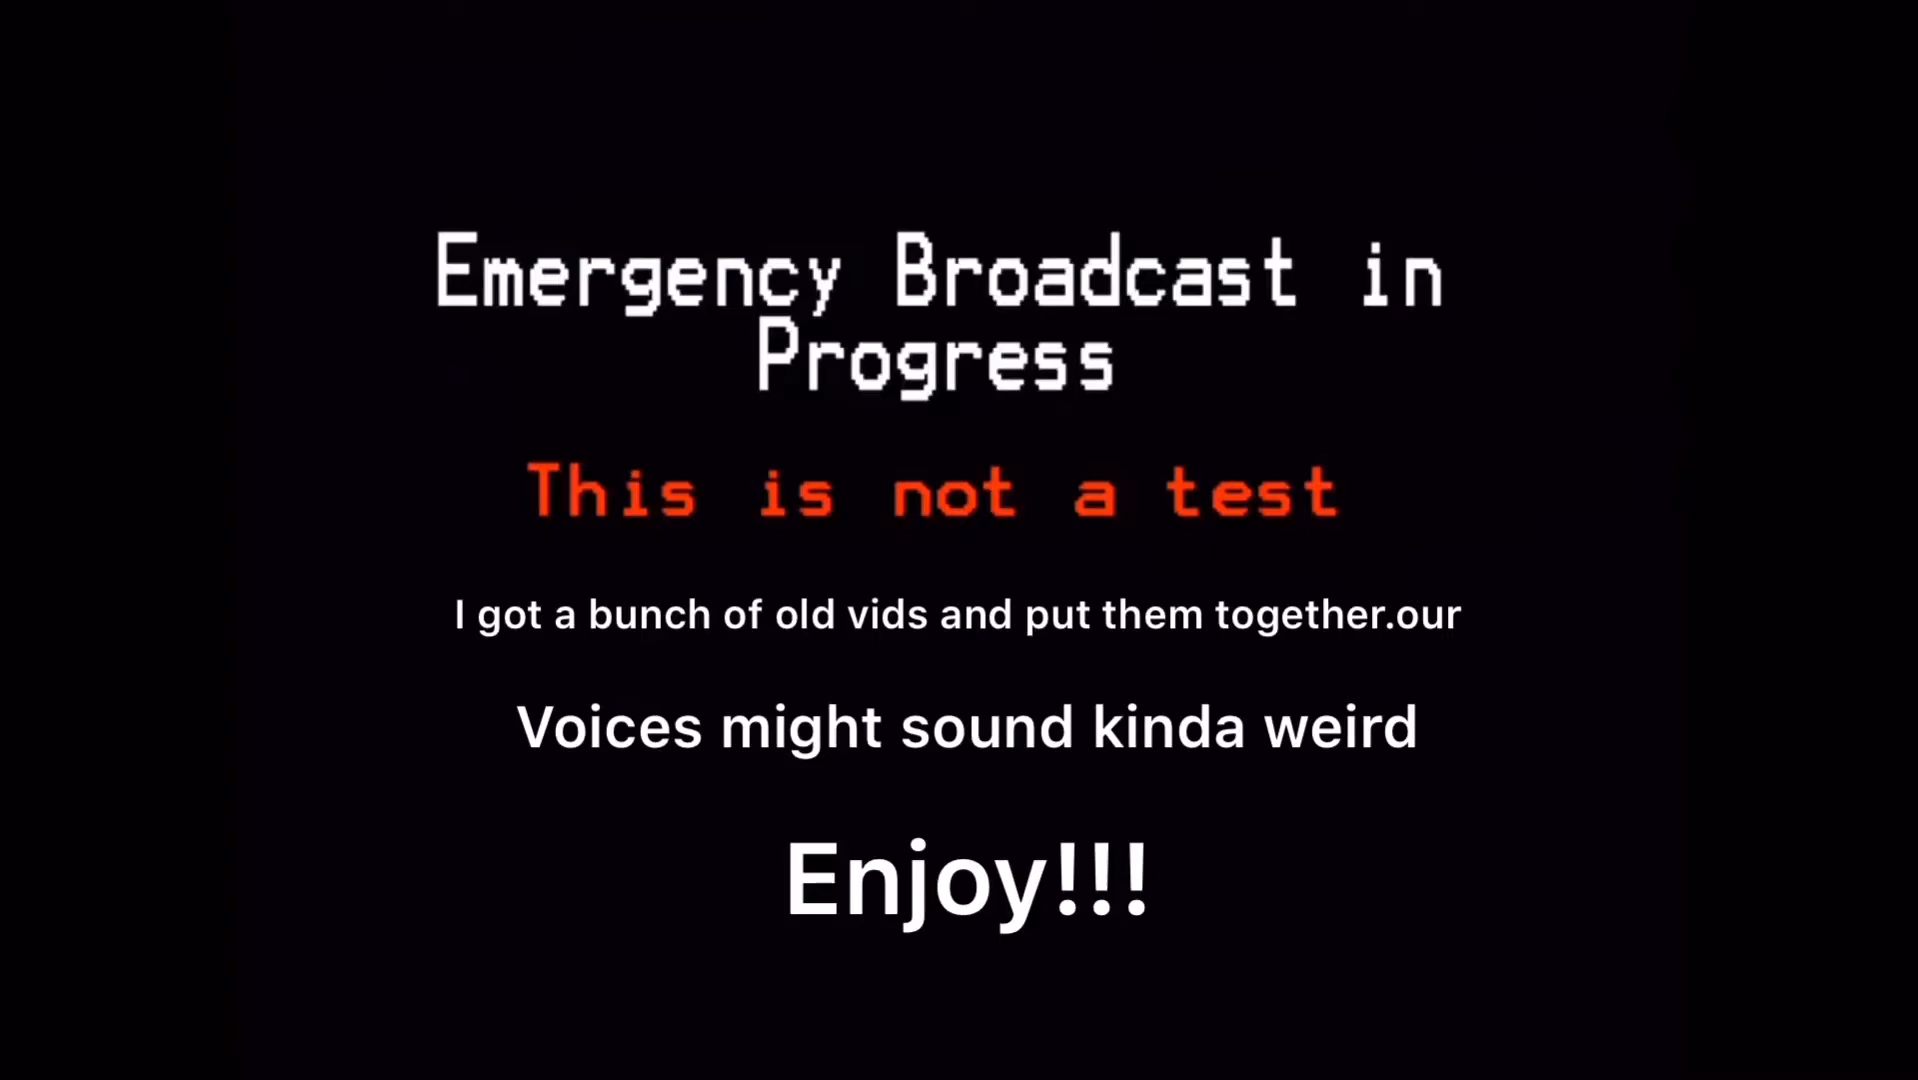 Emergency Broadcast in
Progress
This is not a test
I got a bunch of old vids and put them together.our
Voices might sound kinda weird
Enjoy!!!